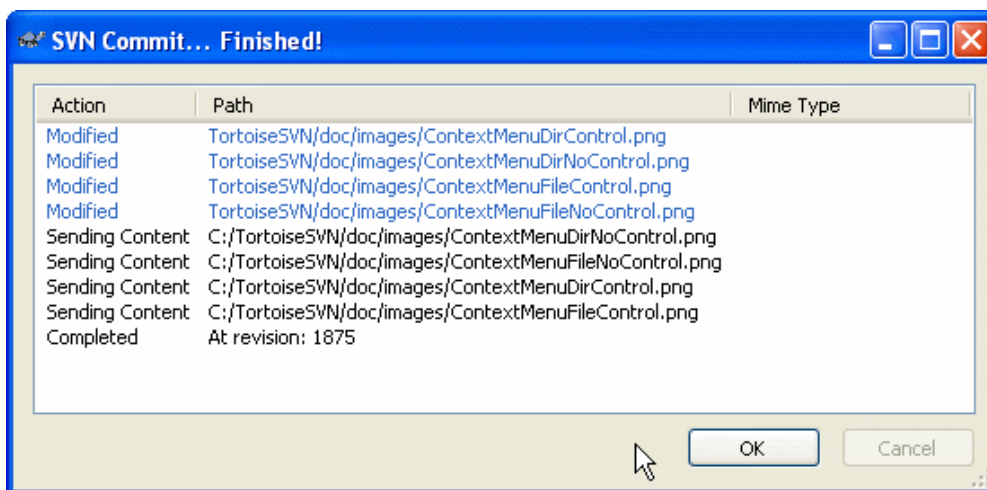 SVN Commit... Finished!
Action Path Mime Type
Modified TortoiseSVN/doc/images/ContextMenuDirControl.png
Modified TortoiseSVN/doc/images/ContextMenuDirNoControl.png
Modified TortoiseSVN/doc/images/ContextMenuFileControl.png
Modified TortoiseSVN/doc/images/ContextMenuFileNoControl.png
Sending Content C:/TortoiseSVN/doc/images/ContextMenuDirNoControl.png
Sending Content C:/TortoiseSVN/doc/images/ContextMenuFileNoControl.png
Sending Content C:/TortoiseSVN/doc/images/ContextMenuDirControl.png
Sending Content C:/TortoiseSVN/doc/images/ContextMenuFileControl.png
Completed At revision: 1875
OK Cancel